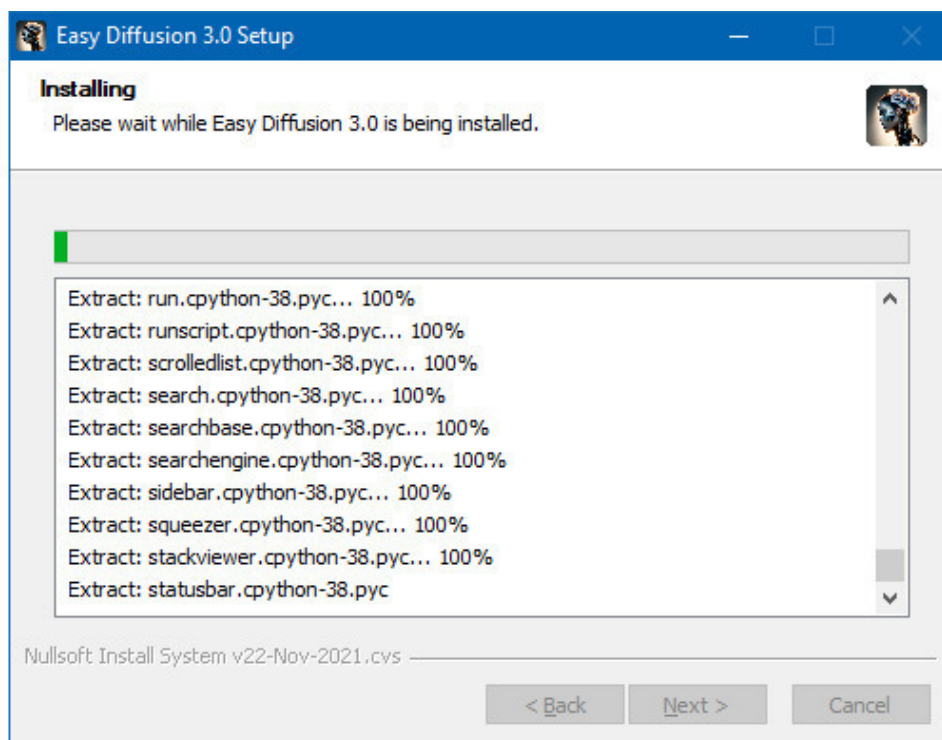 Easy Diffusion 3.0 Setup
Installing
Please wait while Easy Diffusion 3.0 is being installed.
Extract: run.cpython-38.pyc... 100%
Extract: runscript.cpython-38.pyc... 100%
Extract: scrolledlist.cpython-38.pyc... 100%
Extract: search.cpython-38.pyc... 100%
Extract: searchbase.cpython-38.pyc... 100%
Extract: searchengine.cpython-38.pyc... 100%
Extract: sidebar.cpython-38.pyc... 100%
Extract: squeezer.cpython-38.pyc... 100%
Extract: stackviewer.cpython-38.pyc... 100%
Extract: statusbar.cpython-38.pyc
Nullsoft Install System v22-Nov-2021.cvs
< Back Next > Cancel